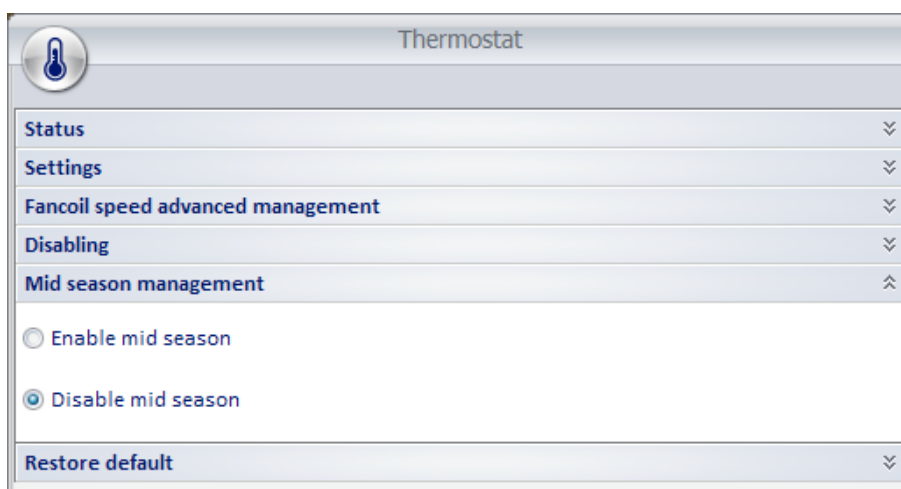 Thermostat
Status
Settings
Fancoil speed advanced management
Disabling
Mid season management
Enable mid season
Disable mid season
Restore default